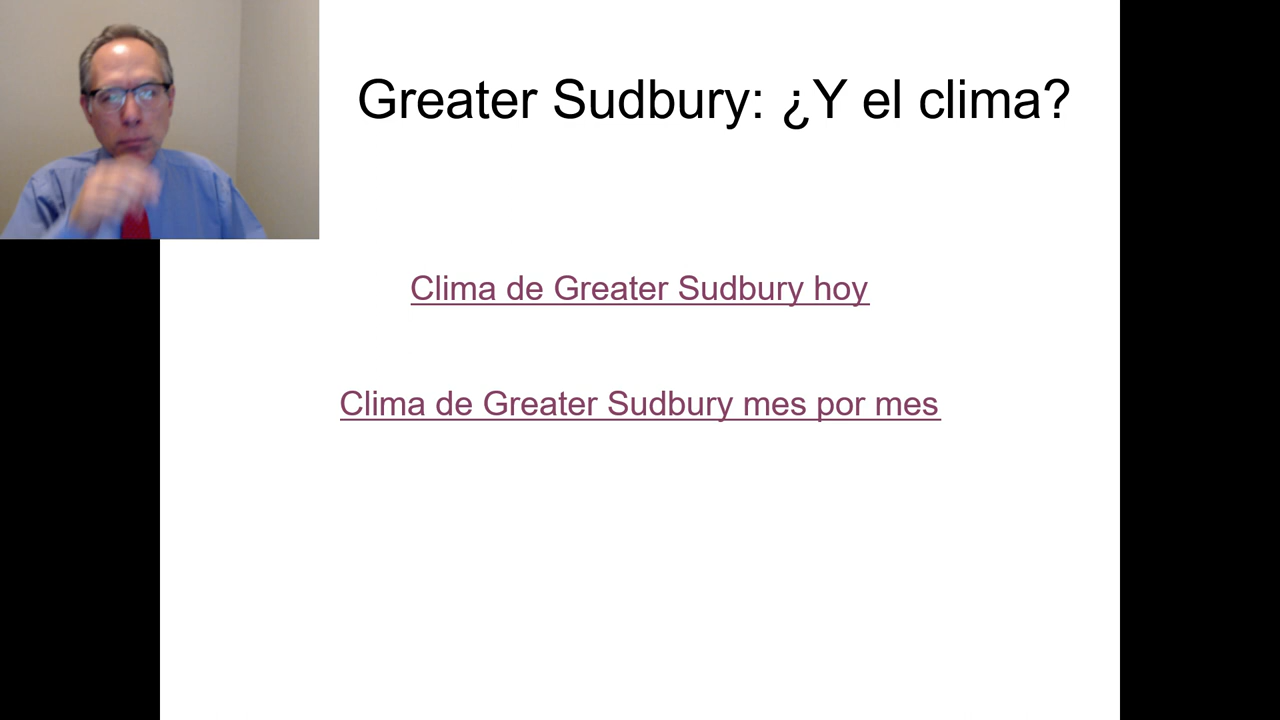 Greater Sudbury: ¿Y el clima?
Clima de Greater Sudbury hoy
Clima de Greater Sudbury mes por mes